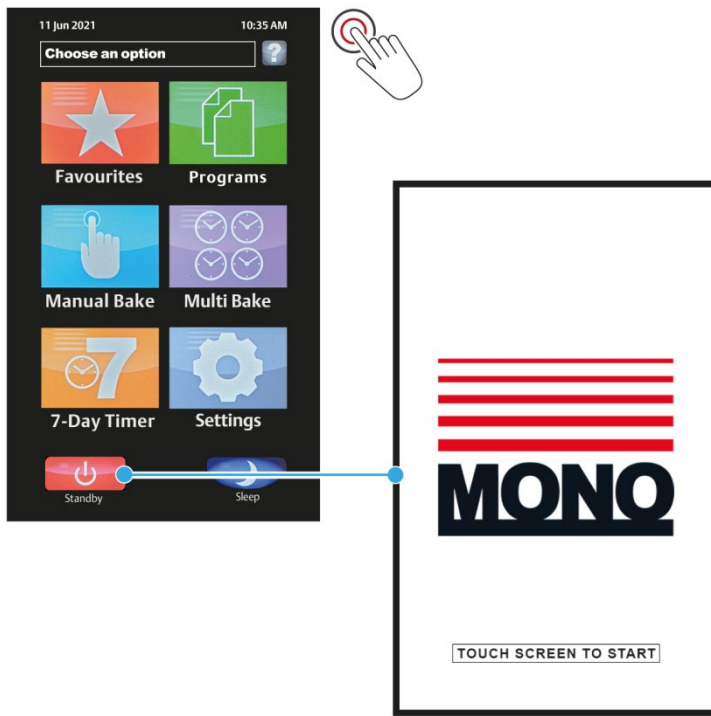 11 Jun 2021 10:35 AM
Choose an option ?
Favourites Programs
Manual Bake Multi Bake
7
7-Day Timer Settings
Standby Sleep
MONO
TOUCH SCREEN TO START